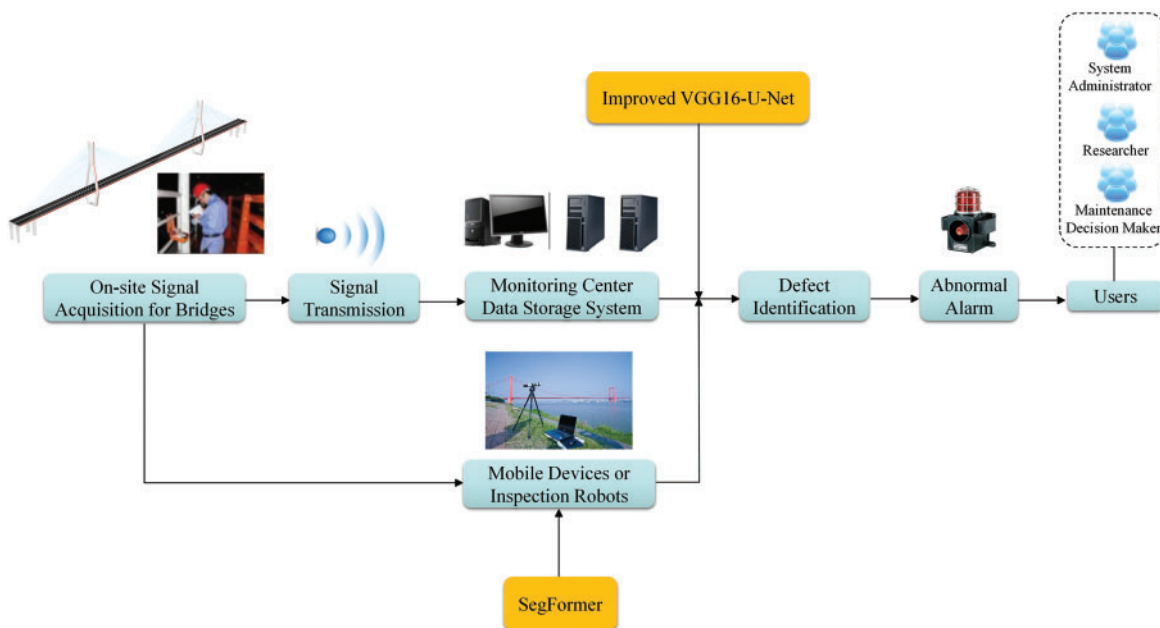 Improved VGG16-U-Net
System
Administrator
Researcher
Maintenance
Decision Maker
On-site Signal
Acquisition for Bridges
Signal
Transmission
Monitoring Center
Data Storage System
Defect
Identification
Abnormal
Alarm
Users
Mobile Devices or
Inspection Robots
SegFormer